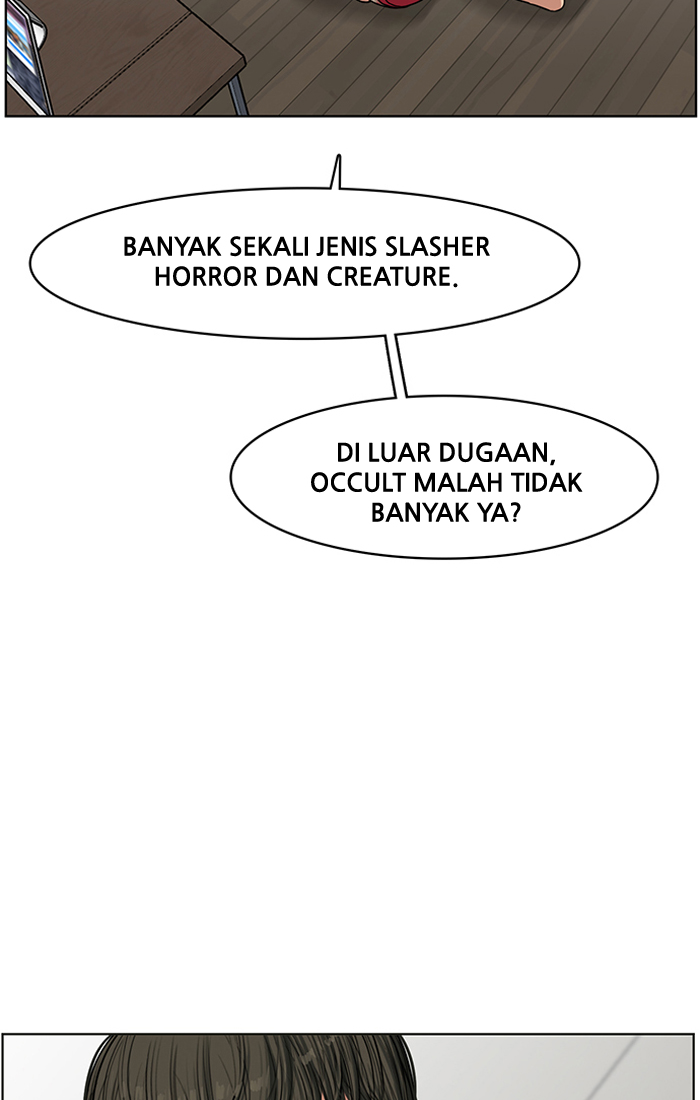 BANYAK SEKALI JENIS SLASHER
HORROR DAN CREATURE.
DI LUAR DUGAAN,
OCCULT MALAH TIDAK
BANYAK YA?